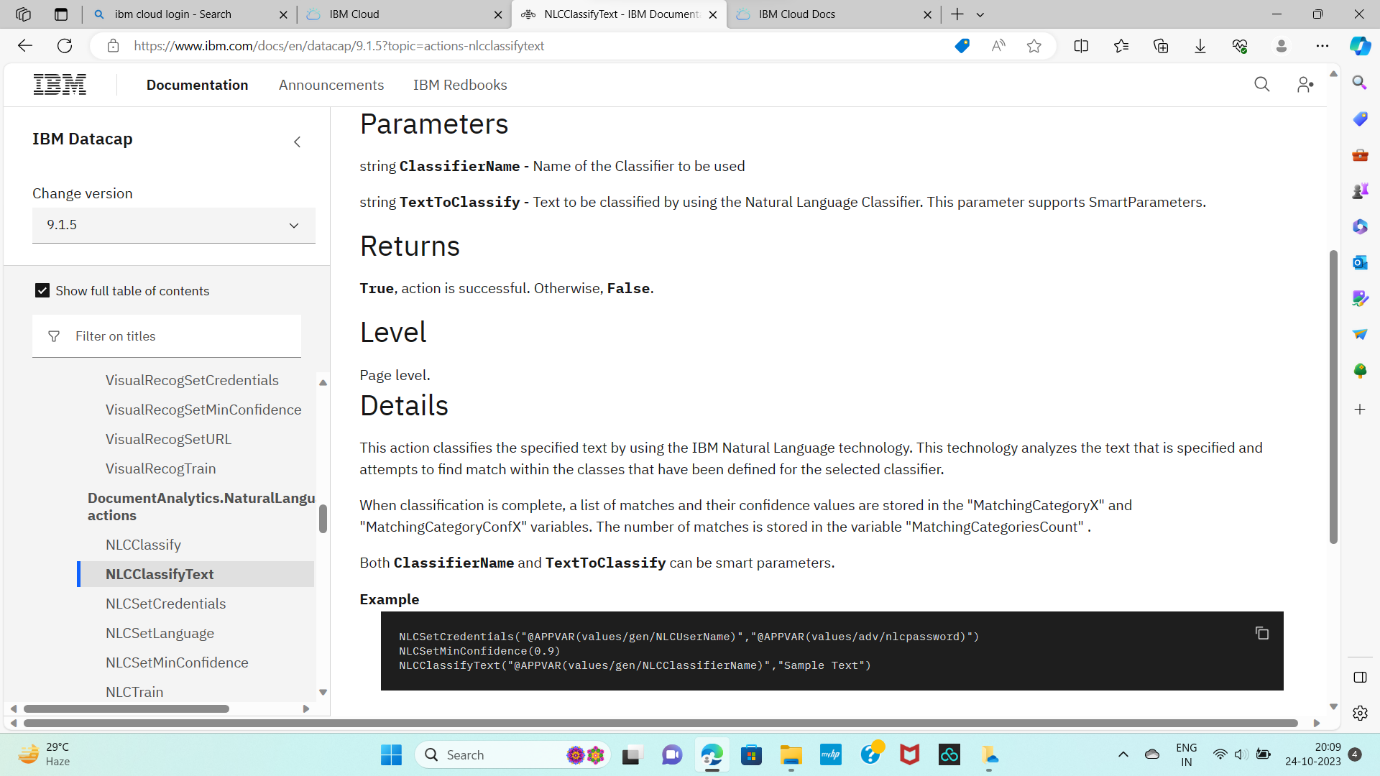 ibm cloud login - Search
IBM Cloud
NLCClassifyText - IBM Documenta
IBM Cloud Docs
https://www.ibm.com/docs/en/datacap/9.1.5?topic=actions-nlcclassifytext
IBM
Documentation
Announcements
IBM Redbooks
IBM Datacap
Change version
9.1.5
Show full table of contents
Filter on titles
VisualRecogSetCredentials
VisualRecogSetMinConfidence
VisualRecogSetURL
VisualRecogTrain
DocumentAnalytics.NaturalLangu
actions
NLCClassify
NLCClassifyText
NLCSetCredentials
NLCSetLanguage
NLCSetMinConfidence
NLCTrain
Parameters
string ClassifierName - Name of the Classifier to be used
string TextToClassify - Text to be classified by using the Natural Language Classifier. This parameter supports SmartParameters.
Returns
True, action is successful. Otherwise, False.
Level
Page level.
Details
This action classifies the specified text by using the IBM Natural Language technology. This technology analyzes the text that is specified and
attempts to find match within the classes that have been defined for the selected classifier.
When classification is complete, a list of matches and their confidence values are stored in the "MatchingCategoryX" and
"MatchingCategoryConfX" variables. The number of matches is stored in the variable "MatchingCategoriesCount" .
Both ClassifierName and TextToClassify can be smart parameters.
Example
NLCSetCredentials("@APPVAR(values/gen/NLCUserName)","@APPVAR(values/adv/nlcpassword)")
NLCSetMinConfidence(0.9)
NLCClassifyText("@APPVAR(values/gen/NLCClassifierName)","Sample Text")
29°C
Haze
Search
myhp
ENG
IN
20:09
24-10-2023
4